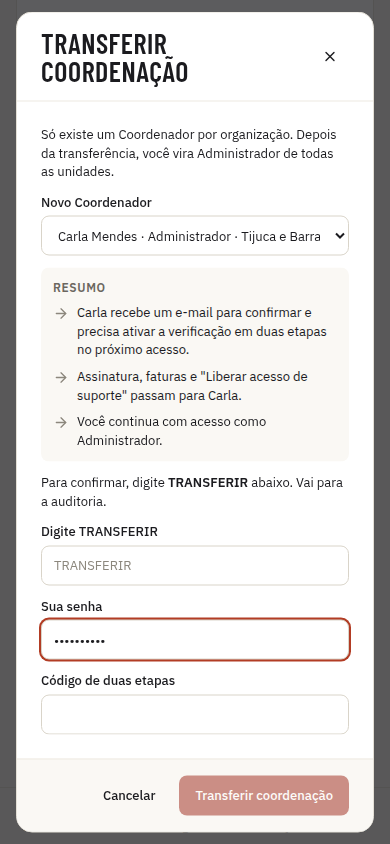 TRANSFERIR
COORDENAÇÃO
Só existe um Coordenador por organização. Depois
da transferência, você vira Administrador de todas
as unidades.
Novo Coordenador
Carla Mendes · Administrador · Tijuca e Barra
RESUMO
→ Carla recebe um e-mail para confirmar e
precisa ativar a verificação em duas etapas
no próximo acesso.
→ Assinatura, faturas e "Liberar acesso de
suporte" passam para Carla.
→ Você continua com acesso como
Administrador.
Para confirmar, digite TRANSFERIR abaixo. Vai para
a auditoria.
Digite TRANSFERIR
TRANSFERIR
Sua senha
••••••••••
Código de duas etapas
Cancelar
Transferir coordenação